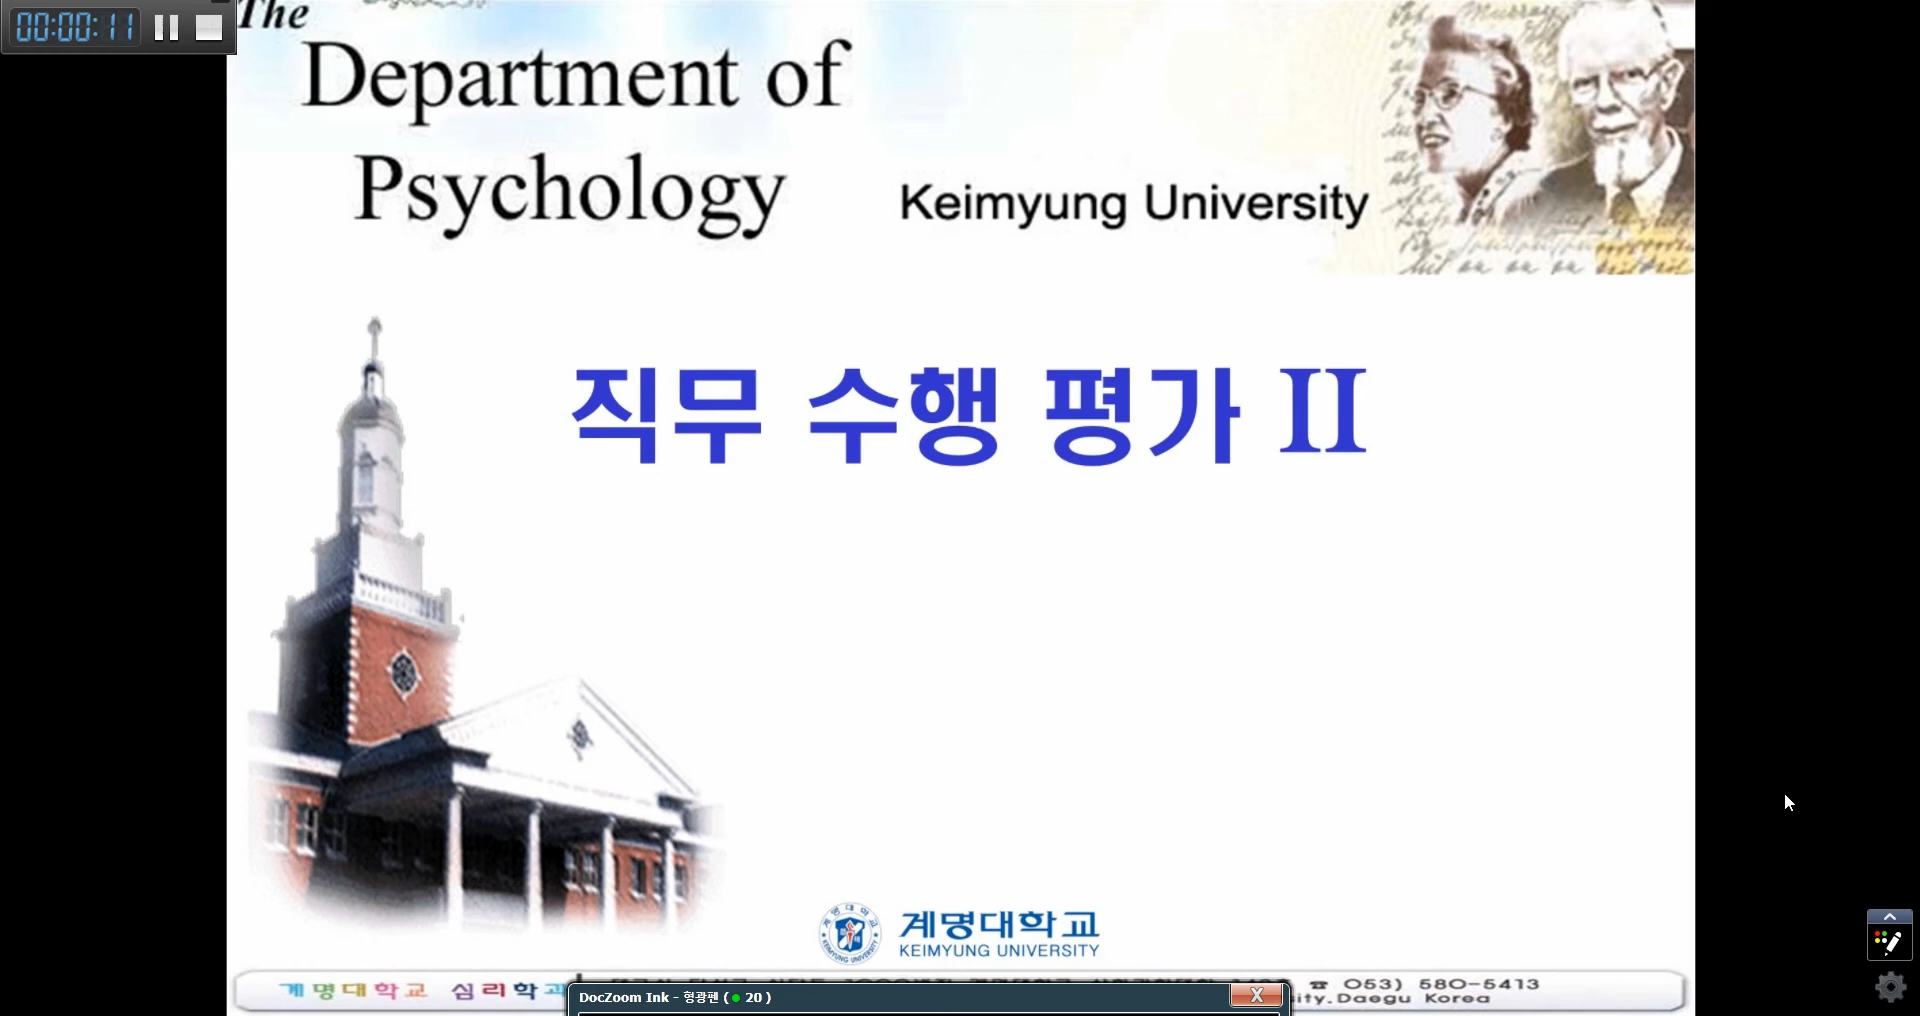 00:00:11
The
Department of
Psychology
Keimyung University
직무 수행 평가 II
계명대학교
KEIMYUNG UNIVERSITY
계명대학교 심리학과
☎ 053) 580-5413
Daegu Korea
DocZoom Ink - 형광펜 ( ● 20 )
X